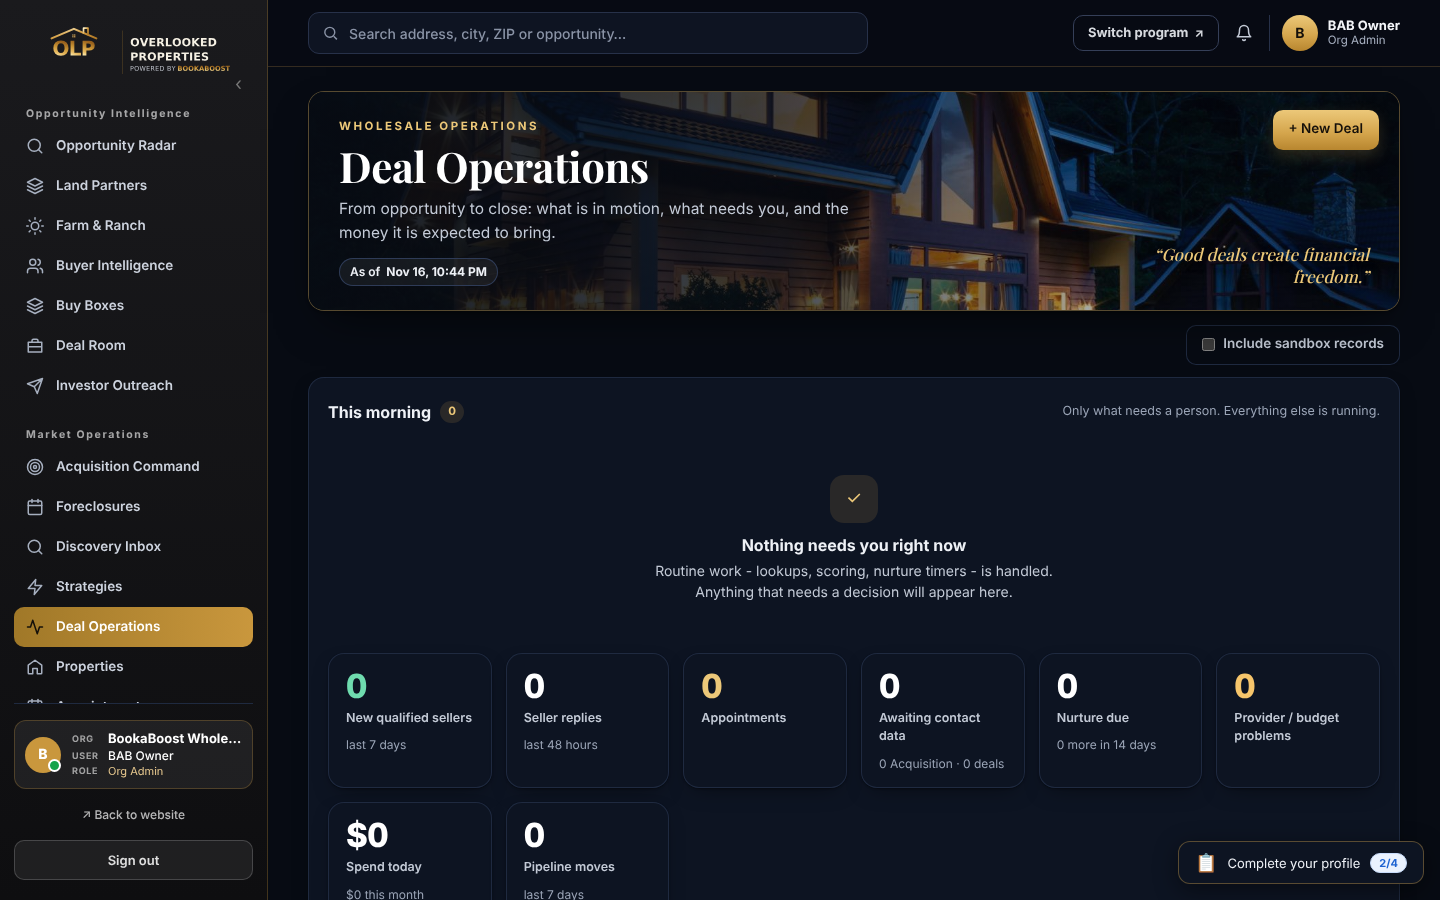 OLP
OVERLOOKED
PROPERTIES
POWERED BY BOOKABOOST
Search address, city, ZIP or opportunity...
Switch program ↗
B
BAB Owner
Org Admin
Opportunity Intelligence
Opportunity Radar
Land Partners
Farm & Ranch
Buyer Intelligence
Buy Boxes
Deal Room
Investor Outreach
Market Operations
Acquisition Command
Foreclosures
Discovery Inbox
Strategies
Deal Operations
Properties
B
ORG BookaBoost Whole...
USER BAB Owner
ROLE Org Admin
↗ Back to website
Sign out
WHOLESALE OPERATIONS
+ New Deal
Deal Operations
From opportunity to close: what is in motion, what needs you, and the
money it is expected to bring.
As of Nov 16, 10:44 PM
“Good deals create financial
freedom.”
Include sandbox records
This morning 0
Only what needs a person. Everything else is running.
Nothing needs you right now
Routine work - lookups, scoring, nurture timers - is handled.
Anything that needs a decision will appear here.
0
New qualified sellers
last 7 days
0
Seller replies
last 48 hours
0
Appointments
0
Awaiting contact
data
0 Acquisition · 0 deals
0
Nurture due
0 more in 14 days
0
Provider / budget
problems
$0
Spend today
$0 this month
0
Pipeline moves
last 7 days
Complete your profile 2/4